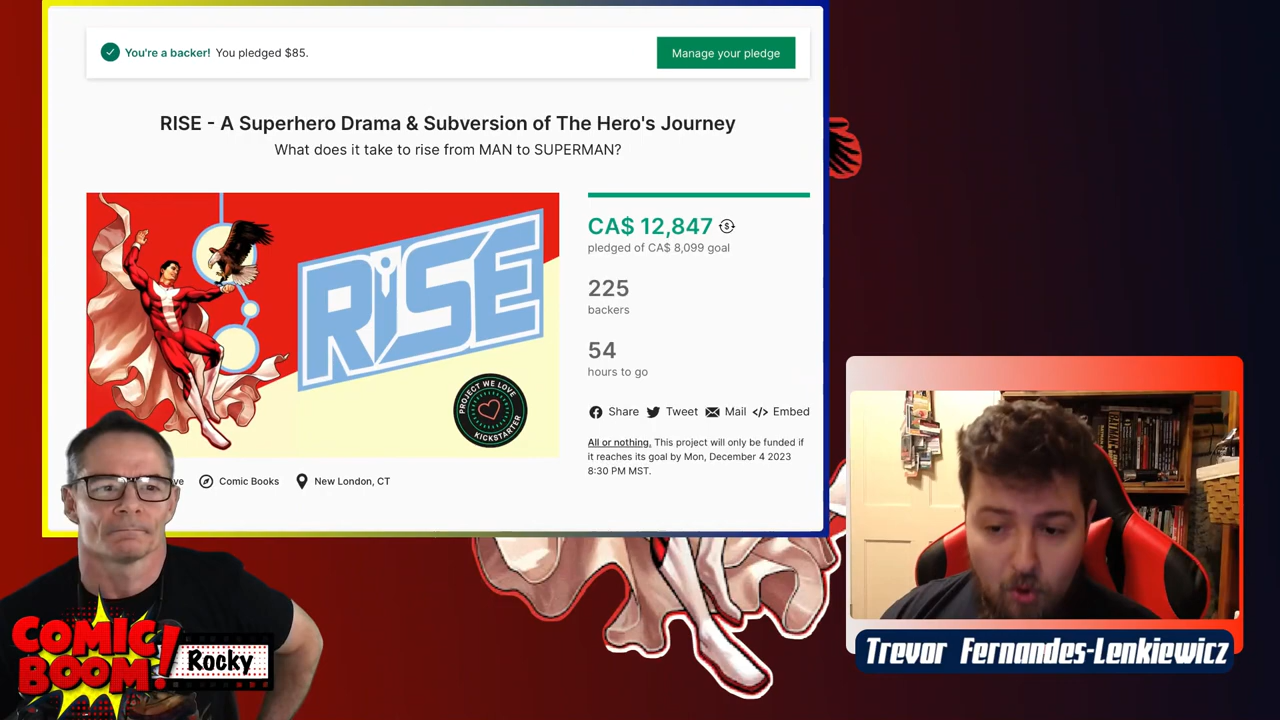 You're a backer! You pledged $85.
Manage your pledge
RISE - A Superhero Drama & Subversion of The Hero's Journey
What does it take to rise from MAN to SUPERMAN?
CA$ 12,847
pledged of CA$ 8,099 goal
225
backers
54
hours to go
Share Tweet Mail </> Embed
All or nothing. This project will only be funded if
it reaches its goal by Mon, December 4 2023
8:30 PM MST.
RISE
PROJECT WE LOVE
KICKSTARTER
ve Comic Books New London, CT
COMIC
BOOM!
Rocky
Trevor Fernandes-Lenkiewicz